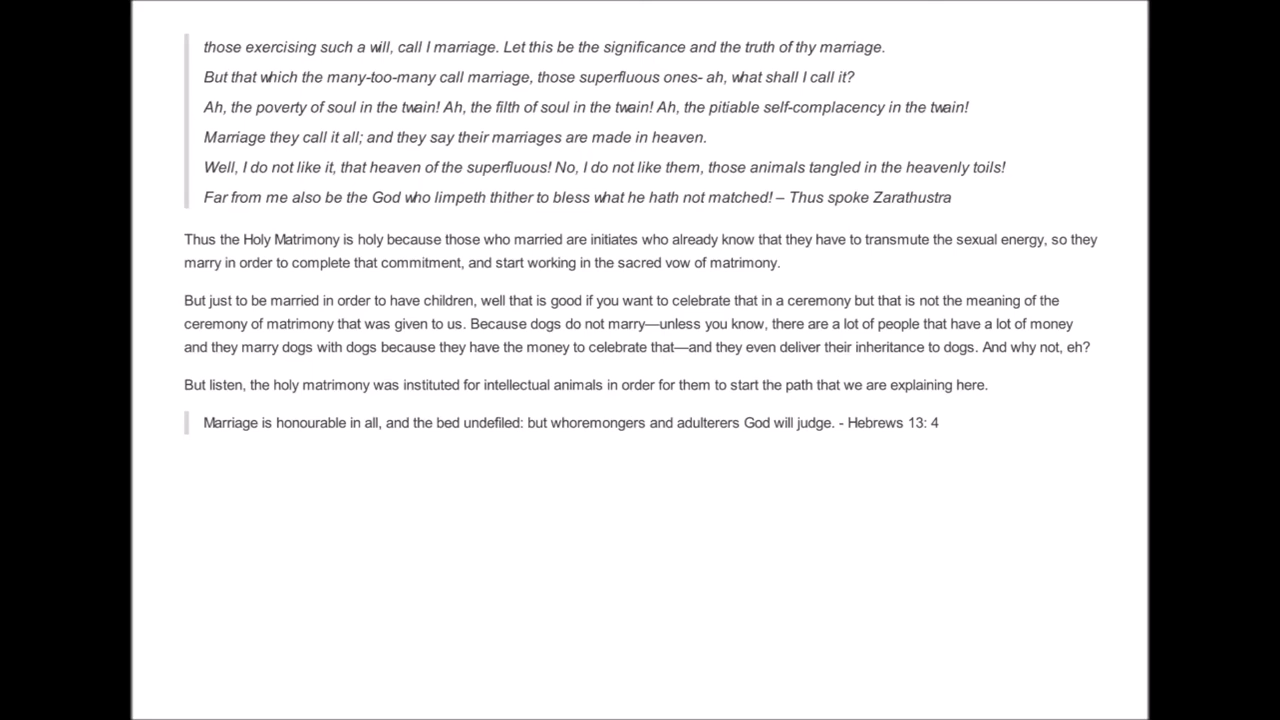 those exercising such a will, call I marriage. Let this be the significance and the truth of thy marriage.
But that which the many-too-many call marriage, those superfluous ones- ah, what shall I call it?
Ah, the poverty of soul in the twain! Ah, the filth of soul in the twain! Ah, the pitiable self-complacency in the twain!
Marriage they call it all; and they say their marriages are made in heaven.
Well, I do not like it, that heaven of the superfluous! No, I do not like them, those animals tangled in the heavenly toils!
Far from me also be the God who limpeth thither to bless what he hath not matched! – Thus spoke Zarathustra
Thus the Holy Matrimony is holy because those who married are initiates who already know that they have to transmute the sexual energy, so they
marry in order to complete that commitment, and start working in the sacred vow of matrimony.
But just to be married in order to have children, well that is good if you want to celebrate that in a ceremony but that is not the meaning of the
ceremony of matrimony that was given to us. Because dogs do not marry—unless you know, there are a lot of people that have a lot of money
and they marry dogs with dogs because they have the money to celebrate that—and they even deliver their inheritance to dogs. And why not, eh?
But listen, the holy matrimony was instituted for intellectual animals in order for them to start the path that we are explaining here.
Marriage is honourable in all, and the bed undefiled: but whoremongers and adulterers God will judge. - Hebrews 13: 4